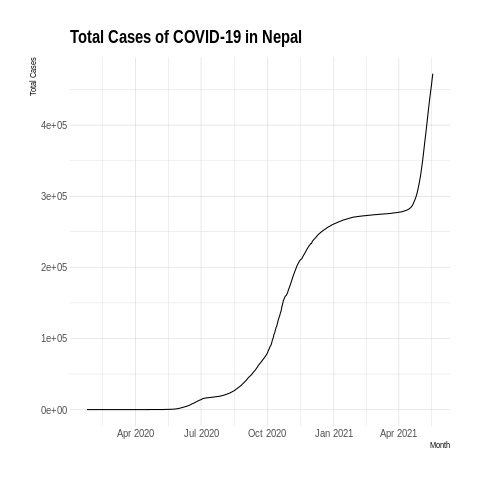 Total Cases of COVID-19 in Nepal
Total Cases
4e+05
3e+05
2e+05
1e+05
0e+00
Apr 2020 Jul 2020 Oct 2020 Jan 2021 Apr 2021
Month